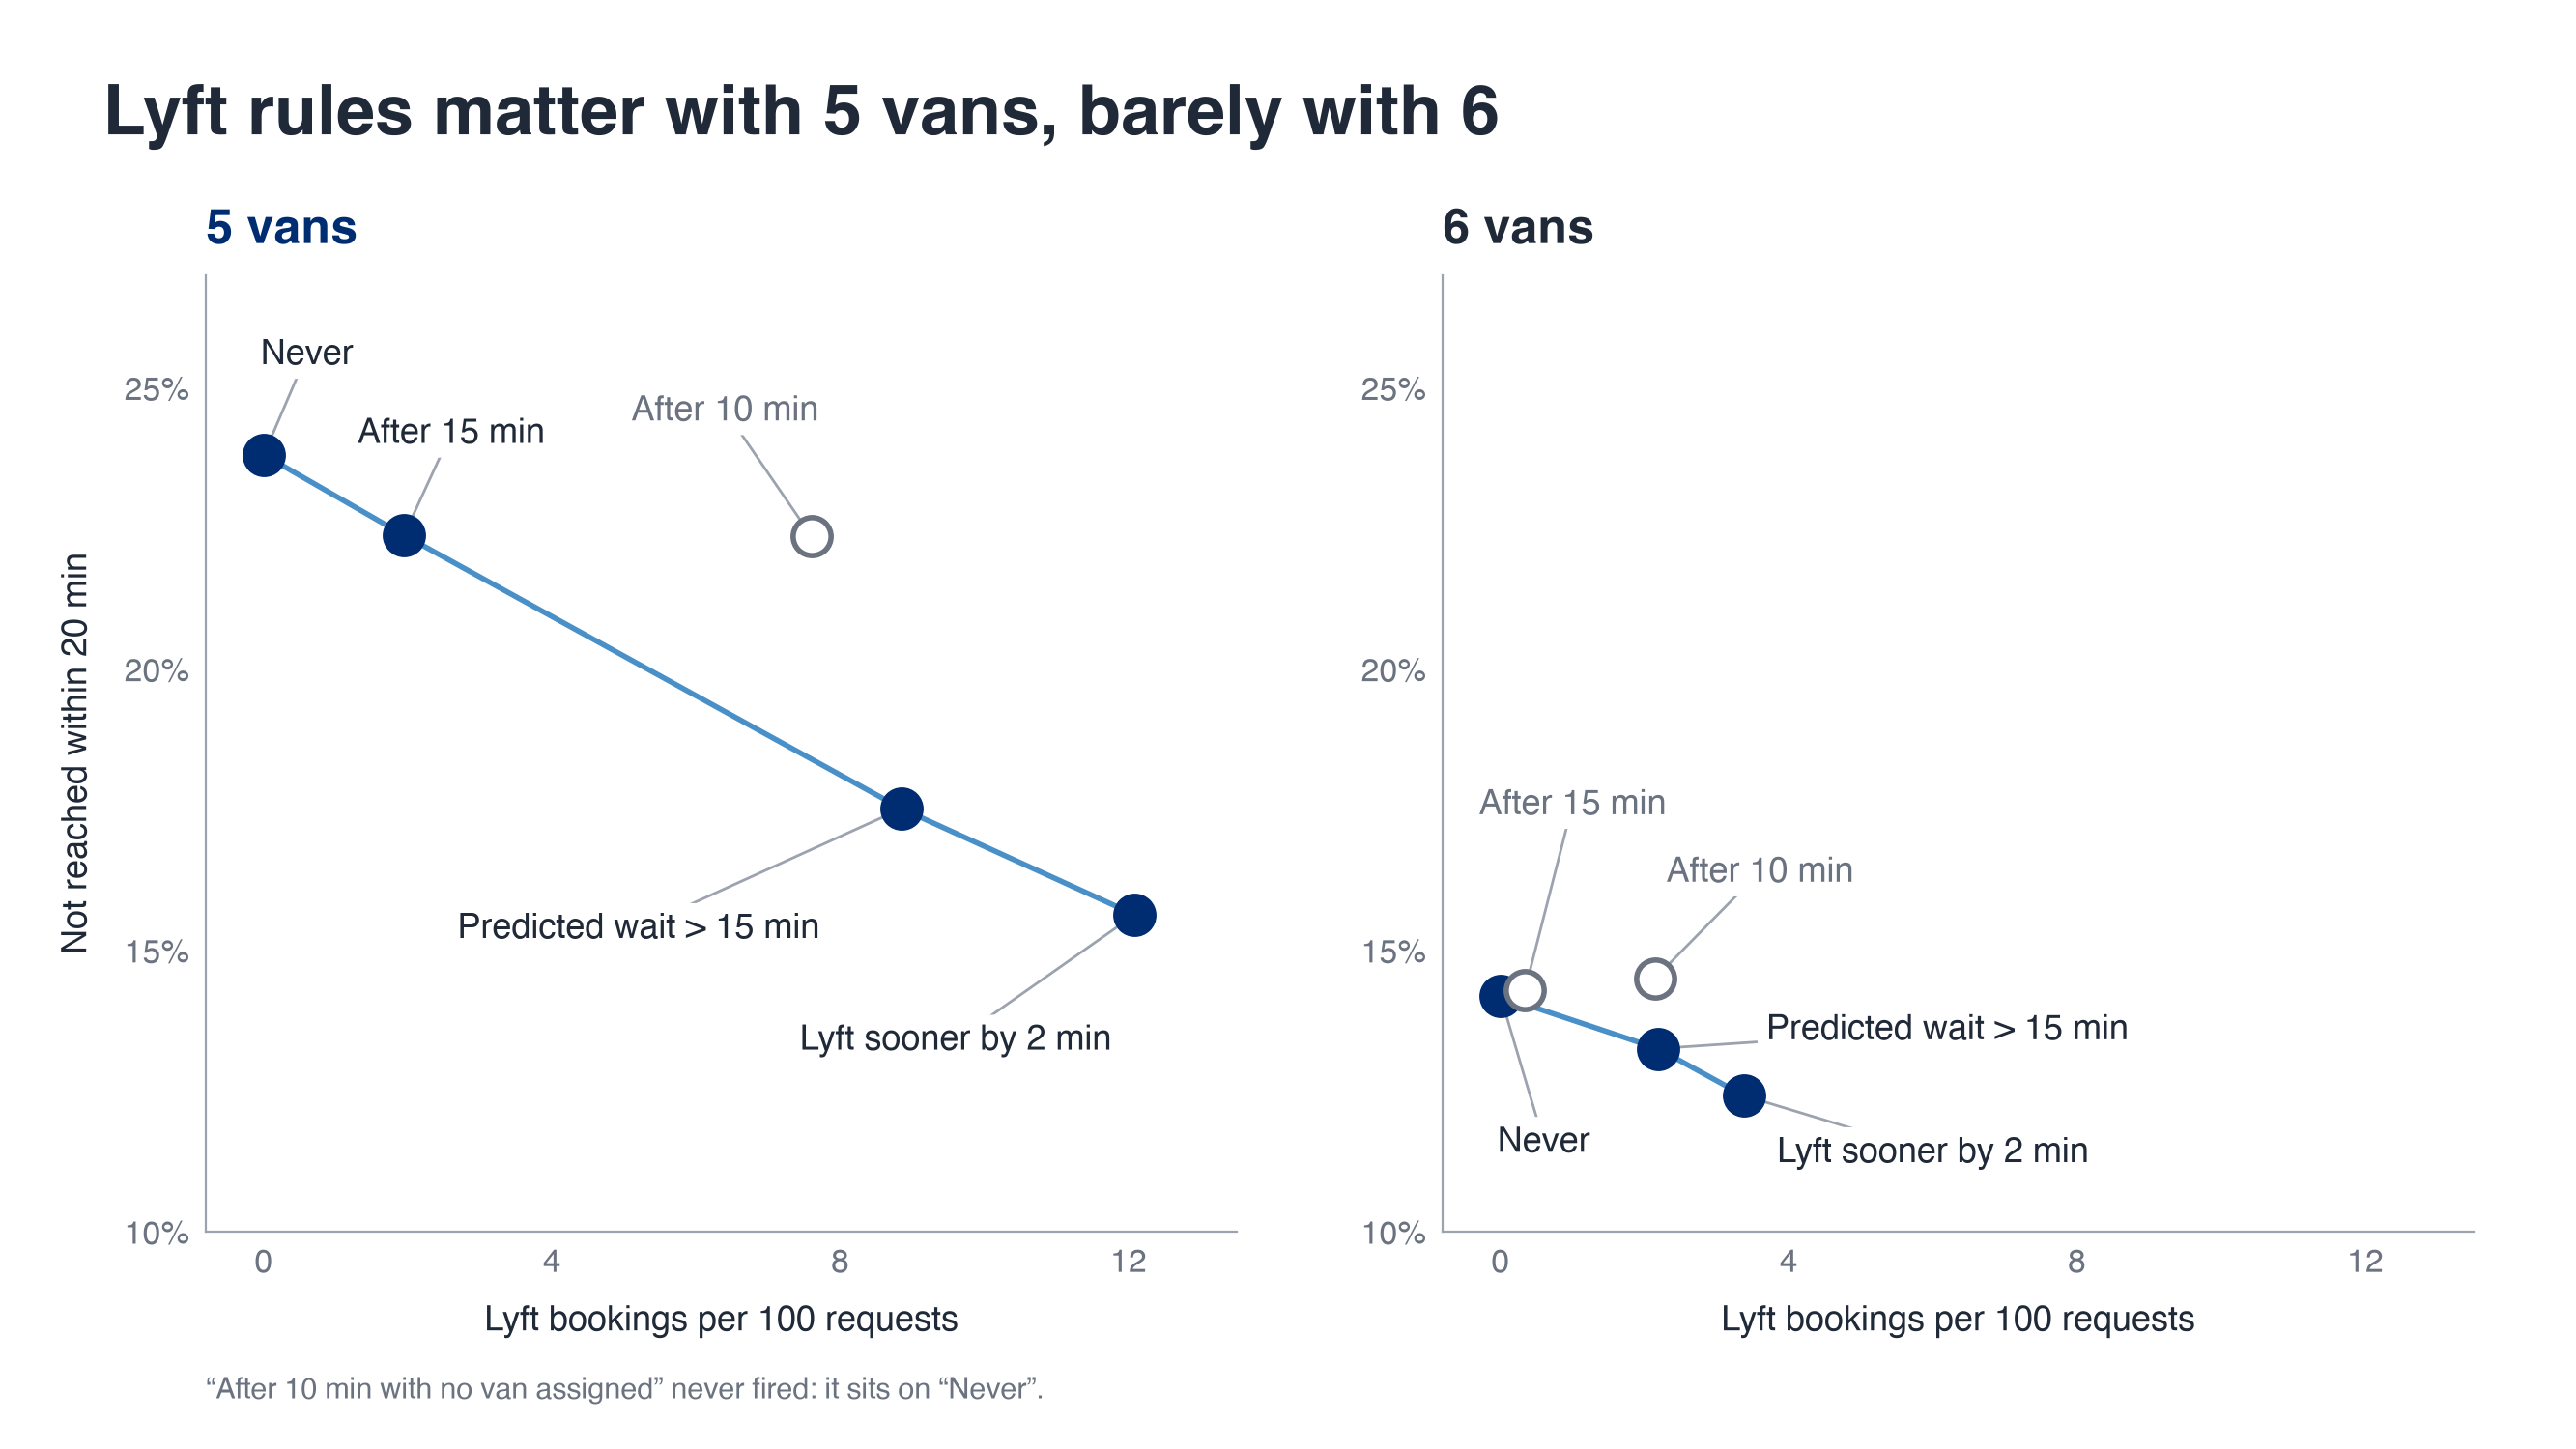 Lyft rules matter with 5 vans, barely with 6
5 vans
Not reached within 20 min
25%
20%
15%
10%
Never
After 15 min
After 10 min
Predicted wait > 15 min
Lyft sooner by 2 min
0
4
8
12
Lyft bookings per 100 requests
6 vans
25%
20%
15%
10%
After 15 min
After 10 min
Predicted wait > 15 min
Never
Lyft sooner by 2 min
0
4
8
12
Lyft bookings per 100 requests
“After 10 min with no van assigned” never fired: it sits on “Never”.